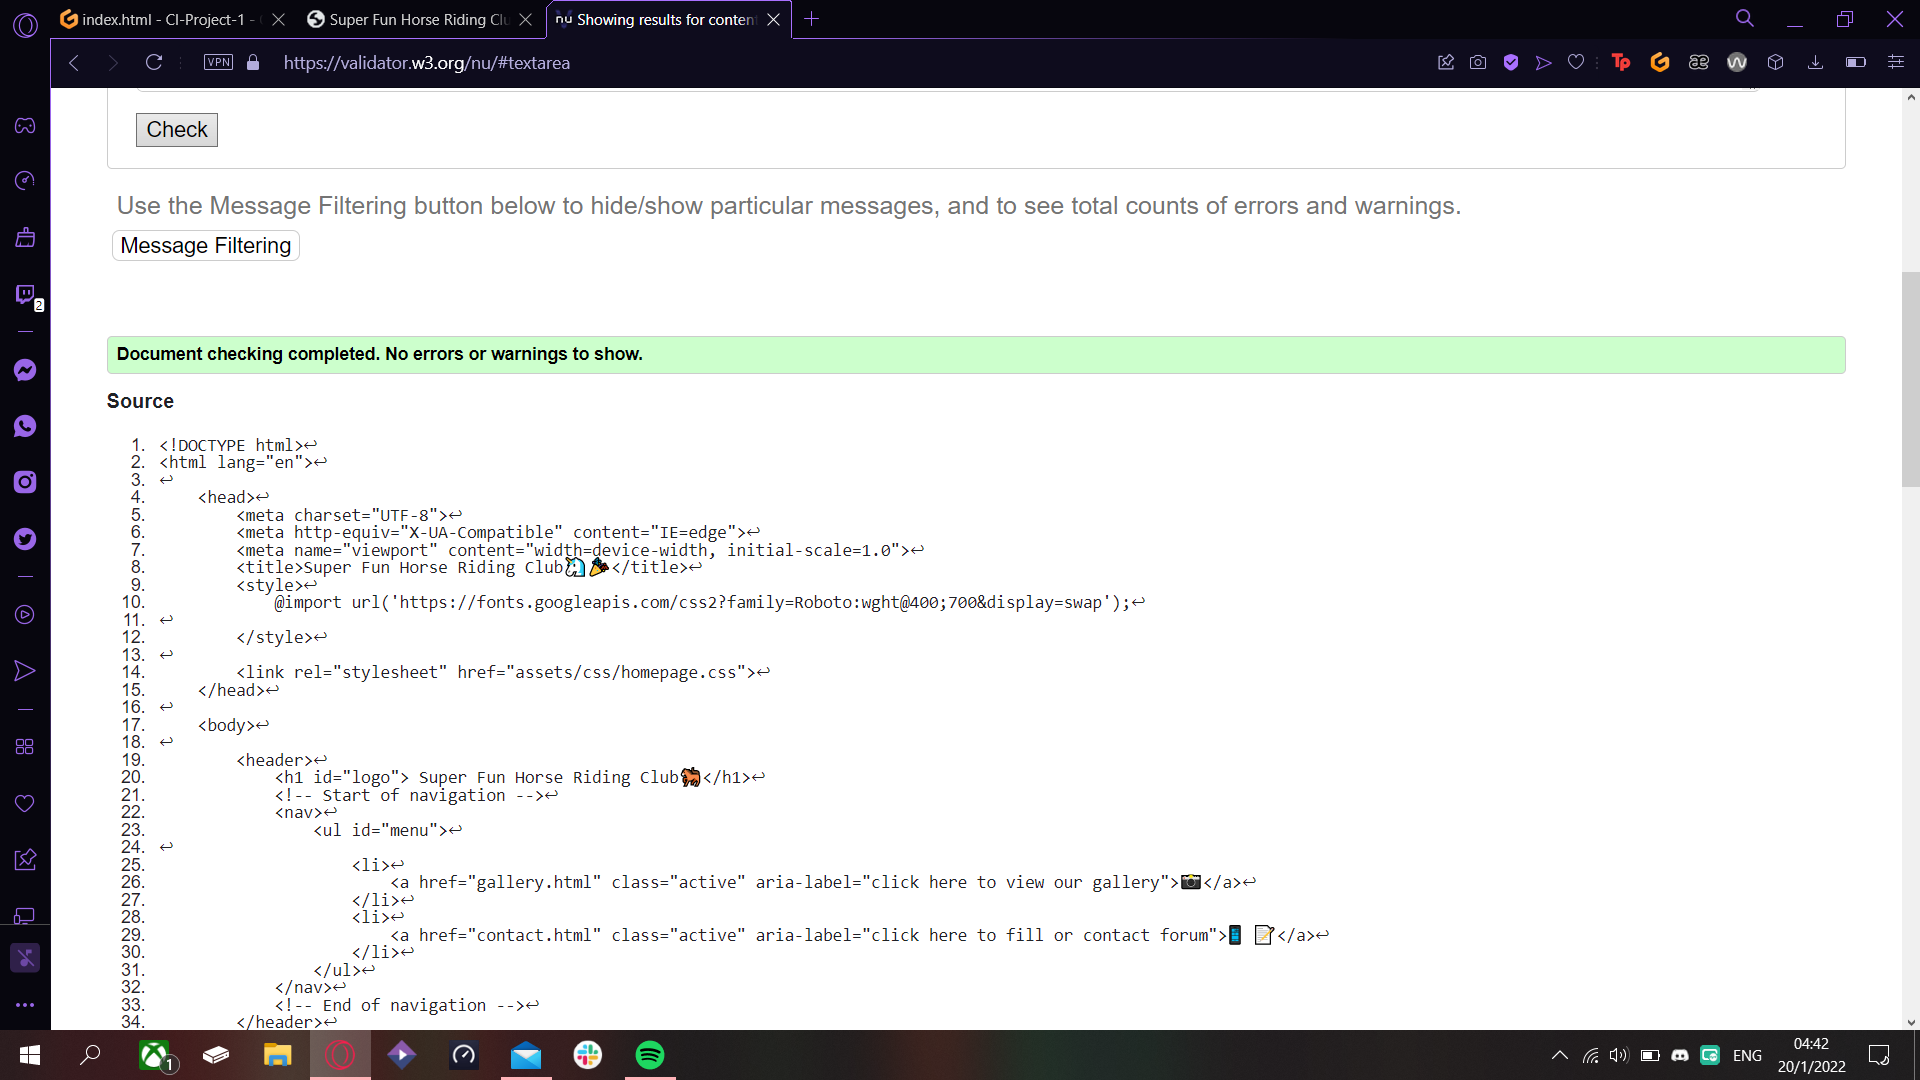 index.html - CI-Project-1 -
Super Fun Horse Riding Clu
Showing results for conten
VPN
https://validator.w3.org/nu/#textarea
Tp
æ
Check
Use the Message Filtering button below to hide/show particular messages, and to see total counts of errors and warnings.
Message Filtering
2
Document checking completed. No errors or warnings to show.
Source
1. <!DOCTYPE html>↩
2. <html lang="en">↩
3. ↩
4.     <head>↩
5.         <meta charset="UTF-8">↩
6.         <meta http-equiv="X-UA-Compatible" content="IE=edge">↩
7.         <meta name="viewport" content="width=device-width, initial-scale=1.0">↩
8.         <title>Super Fun Horse Riding Club🦄🎉</title>↩
9.         <style>↩
10.             @import url('https://fonts.googleapis.com/css2?family=Roboto:wght@400;700&display=swap');↩
11. ↩
12.         </style>↩
13. ↩
14.         <link rel="stylesheet" href="assets/css/homepage.css">↩
15.     </head>↩
16. ↩
17.     <body>↩
18. ↩
19.         <header>↩
20.             <h1 id="logo"> Super Fun Horse Riding Club🐎</h1>↩
21.             <!-- Start of navigation -->↩
22.             <nav>↩
23.                 <ul id="menu">↩
24. ↩
25.                     <li>↩
26.                         <a href="gallery.html" class="active" aria-label="click here to view our gallery">📷</a>↩
27.                     </li>↩
28.                     <li>↩
29.                         <a href="contact.html" class="active" aria-label="click here to fill or contact forum">📱 📝</a>↩
30.                     </li>↩
31.                 </ul>↩
32.             </nav>↩
33.             <!-- End of navigation -->↩
34.         </header>↩
1
ENG
04:42
20/1/2022